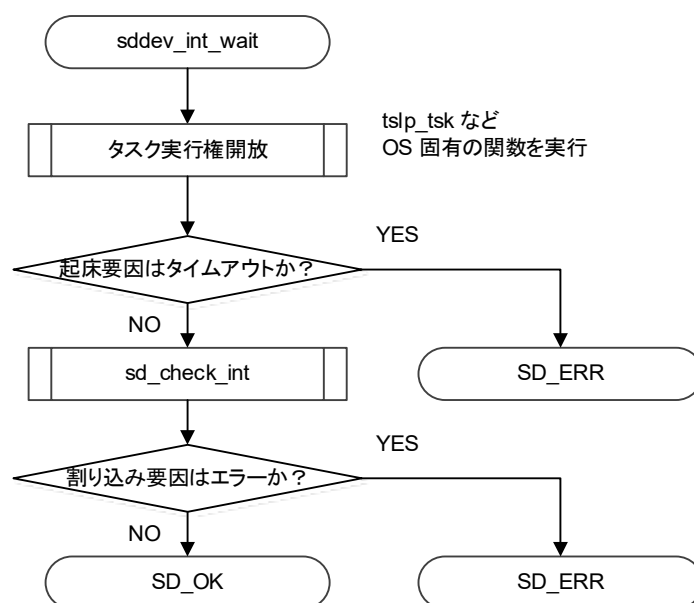 sddev_int_wait
タスク実行権開放
tslp_tsk など
OS 固有の関数を実行
起床要因はタイムアウトか？
YES
NO
sd_check_int
SD_ERR
割り込み要因はエラーか？
YES
NO
SD_OK
SD_ERR